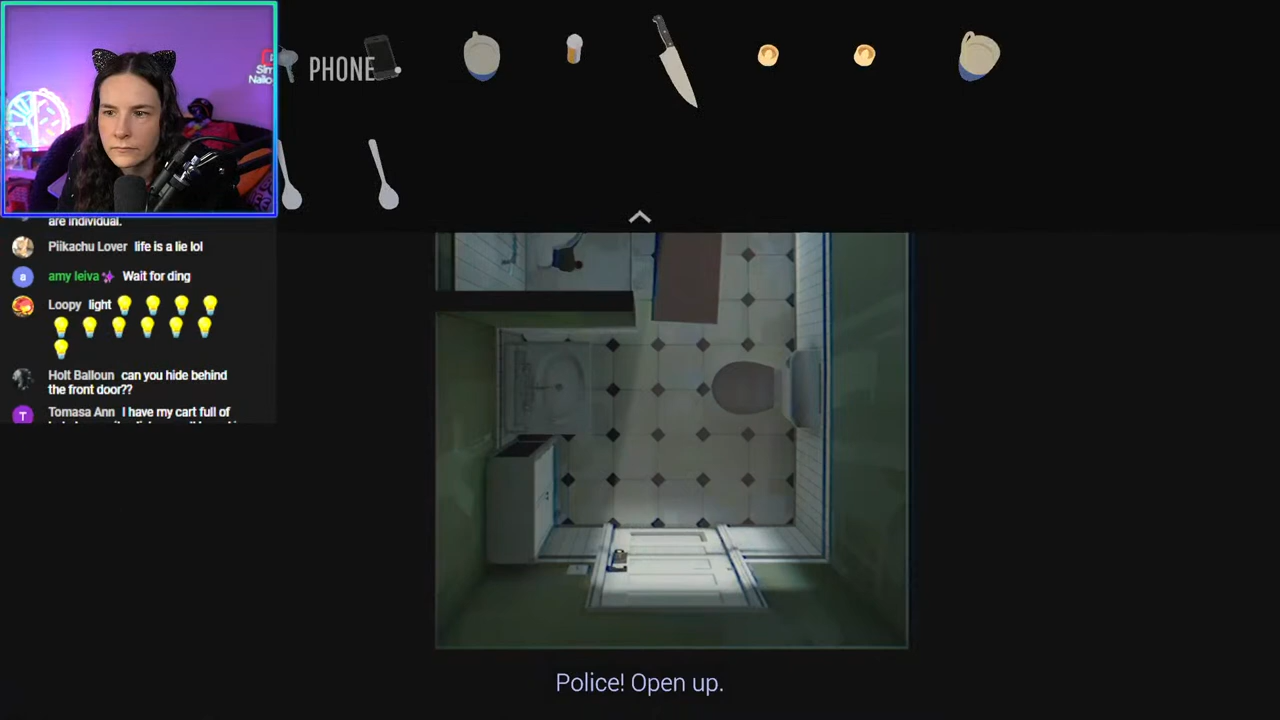 PHONE
are individual.
Piikachu Lover life is a lie lol
amy leiva Wait for ding
Loopy light
Holt Balloun can you hide behind
the front door??
Tomasa Ann I have my cart full of
Police! Open up.